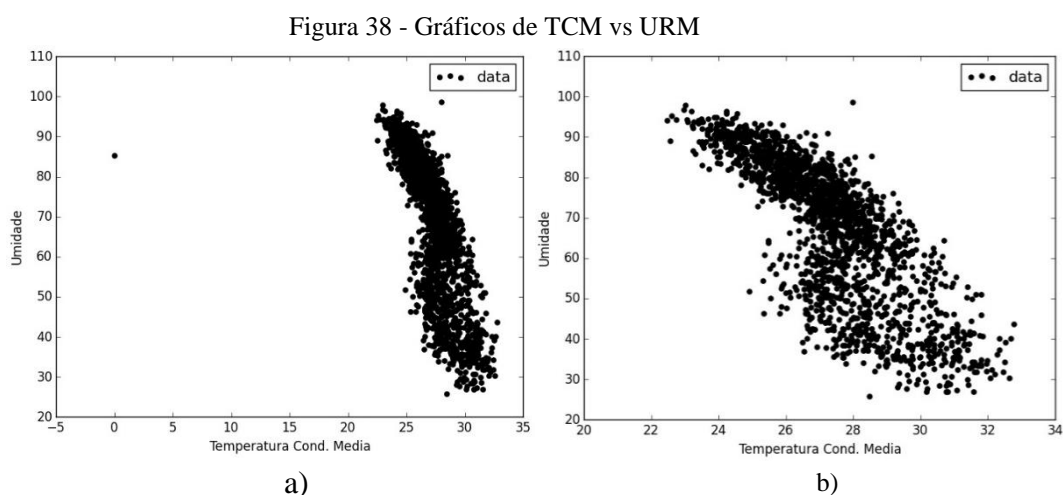 Figura 38 - Gráficos de TCM vs URM
110
100
90
80
70
60
50
40
30
20
Umidade
data
−5 0 5 10 15 20 25 30 35
Temperatura Cond. Media
a)
110
100
90
80
70
60
50
40
30
20
Umidade
data
20 22 24 26 28 30 32 34
Temperatura Cond. Media
b)